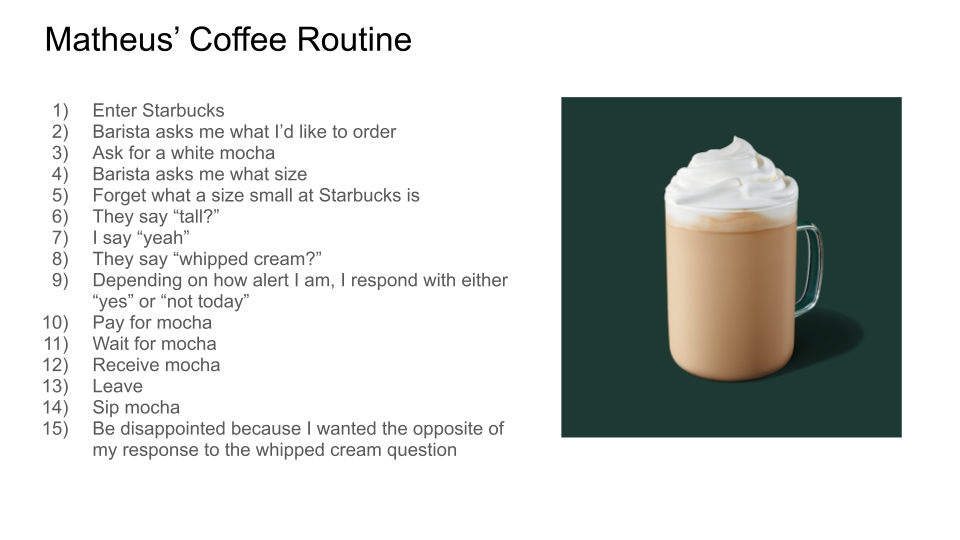 Matheus’ Coffee Routine
1) Enter Starbucks
2) Barista asks me what I’d like to order
3) Ask for a white mocha
4) Barista asks me what size
5) Forget what a size small at Starbucks is
6) They say “tall?”
7) I say “yeah”
8) They say “whipped cream?”
9) Depending on how alert I am, I respond with either
“yes” or “not today”
10) Pay for mocha
11) Wait for mocha
12) Receive mocha
13) Leave
14) Sip mocha
15) Be disappointed because I wanted the opposite of
my response to the whipped cream question